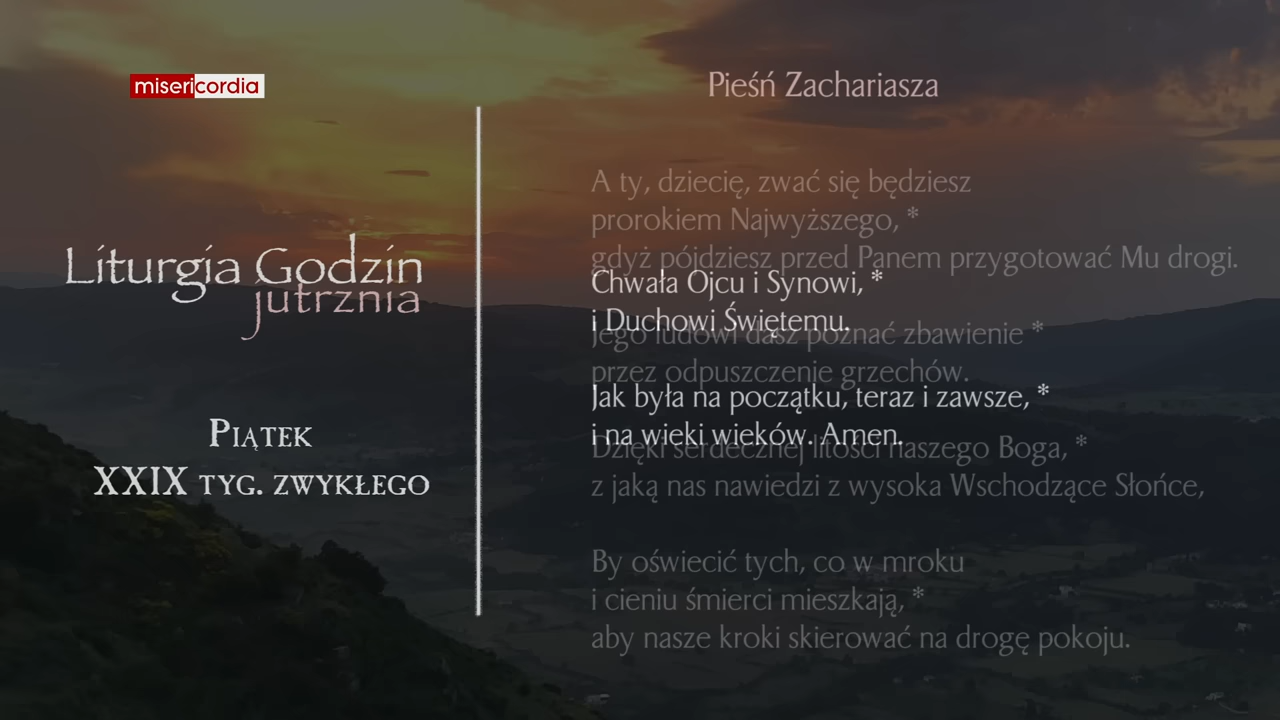 misericordia
Liturgia Godzin
jutrznia
Piątek
XXIX tyg. zwykłego
Pieśń Zachariasza
A ty, dziecię, zwać się będziesz
prorokiem Najwyższego, *
gdyż pójdziesz przed Panem przygotować Mu drogi.
Chwała Ojcu i Synowi, *
i Duchowi Świętemu.
Jego ludowi dasz poznać zbawienie *
przez odpuszczenie grzechów.
Jak była na początku, teraz i zawsze, *
i na wieki wieków. Amen.
Dzięki serdecznej litości naszego Boga, *
z jaką nas nawiedzi z wysoka Wschodzące Słońce,
By oświecić tych, co w mroku
i cieniu śmierci mieszkają, *
aby nasze kroki skierować na drogę pokoju.